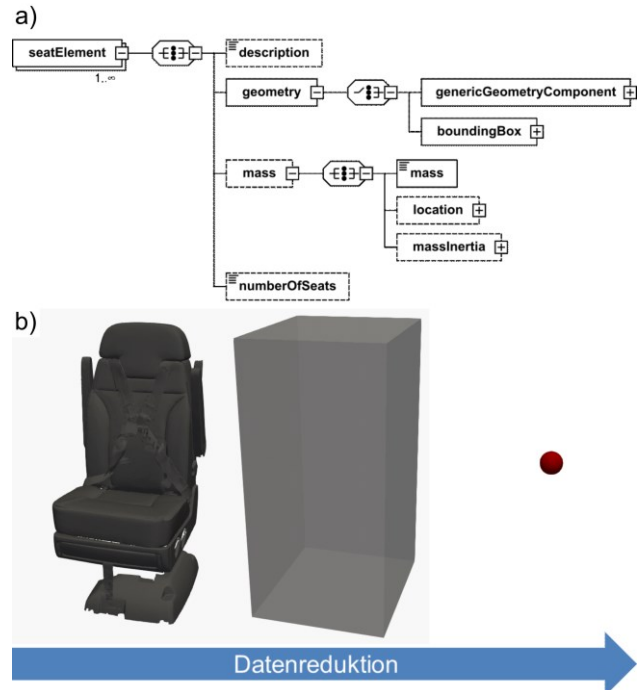 a)
seatElement
1..∞
description
geometry
genericGeometryComponent
boundingBox
mass
mass
location
massInertia
numberOfSeats
b)
Datenreduktion